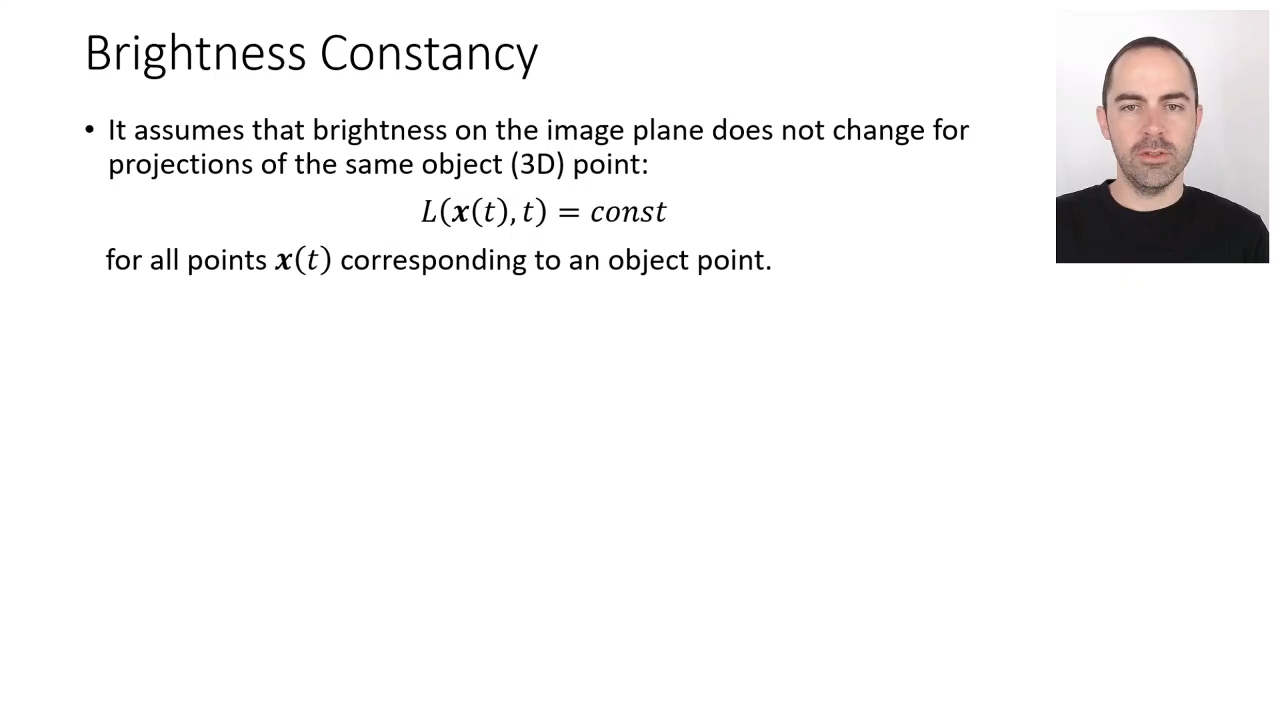 Brightness Constancy
• It assumes that brightness on the image plane does not change for
projections of the same object (3D) point:
L(x(t), t) = const
for all points x(t) corresponding to an object point.